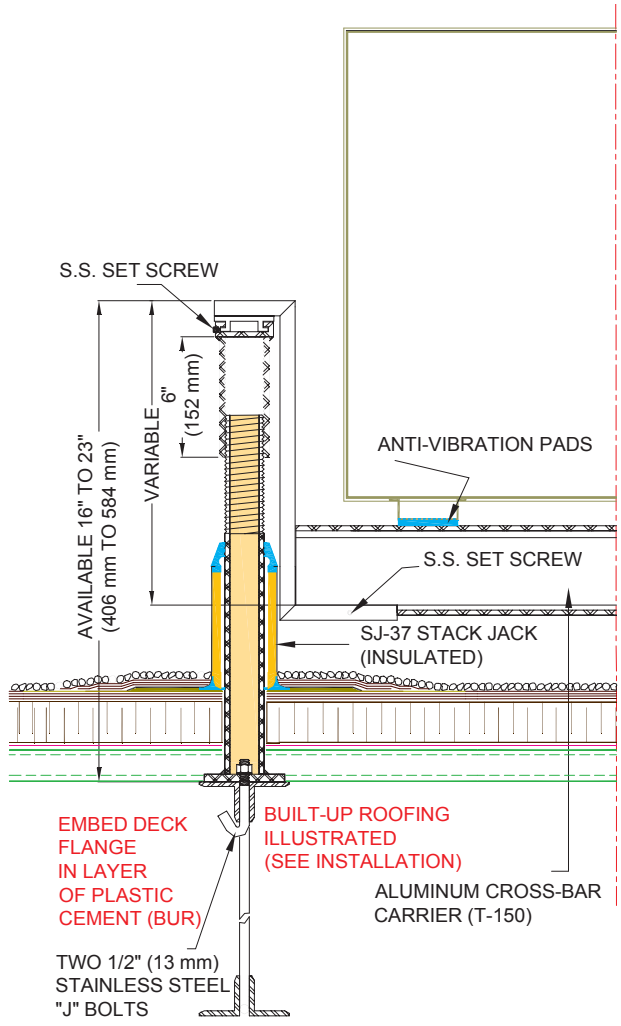 S.S. SET SCREW
AVAILABLE 16" TO 23"
(406 mm TO 584 mm)
VARIABLE
6"
(152 mm)
ANTI-VIBRATION PADS
S.S. SET SCREW
SJ-37 STACK JACK
(INSULATED)
EMBED DECK
FLANGE
IN LAYER
OF PLASTIC
CEMENT (BUR)
BUILT-UP ROOFING
ILLUSTRATED
(SEE INSTALLATION)
ALUMINUM CROSS-BAR
CARRIER (T-150)
TWO 1/2" (13 mm)
STAINLESS STEEL
"J" BOLTS